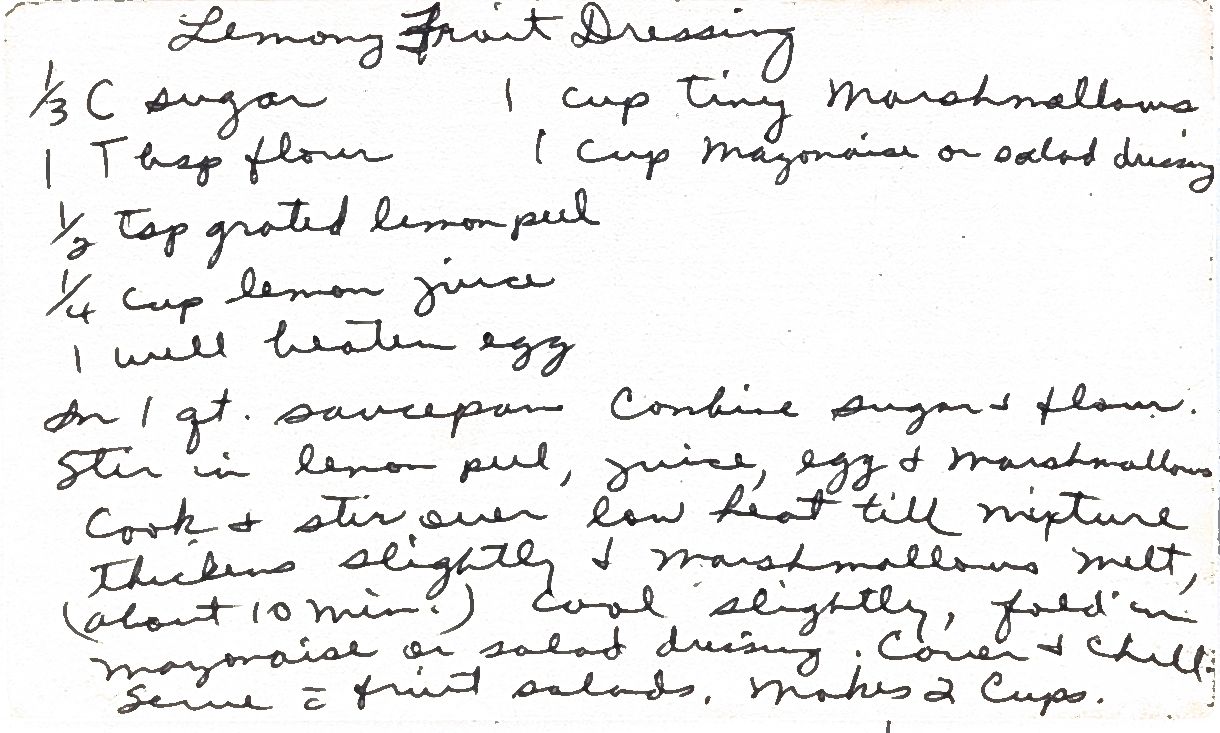 Lemony Fruit Dressing
1/3 C sugar 1 cup tiny Marshmallows
1 Tbsp flour 1 cup Mayonaise or salad dressing
1/2 Tsp grated lemon peel
1/4 cup lemon juice
1 well beaten egg
In 1 qt. saucepan Combine sugar & flour.
Stir in lemon peel, juice, egg & Marshmallows
Cook & stir over low heat till mixture
thickens slightly & marshmallows melt,
(about 10 min.) Cool slightly, fold in
mayonaise or salad dressing. Cover & Chill.
Serve c̄ fruit salads. Makes 2 Cups.